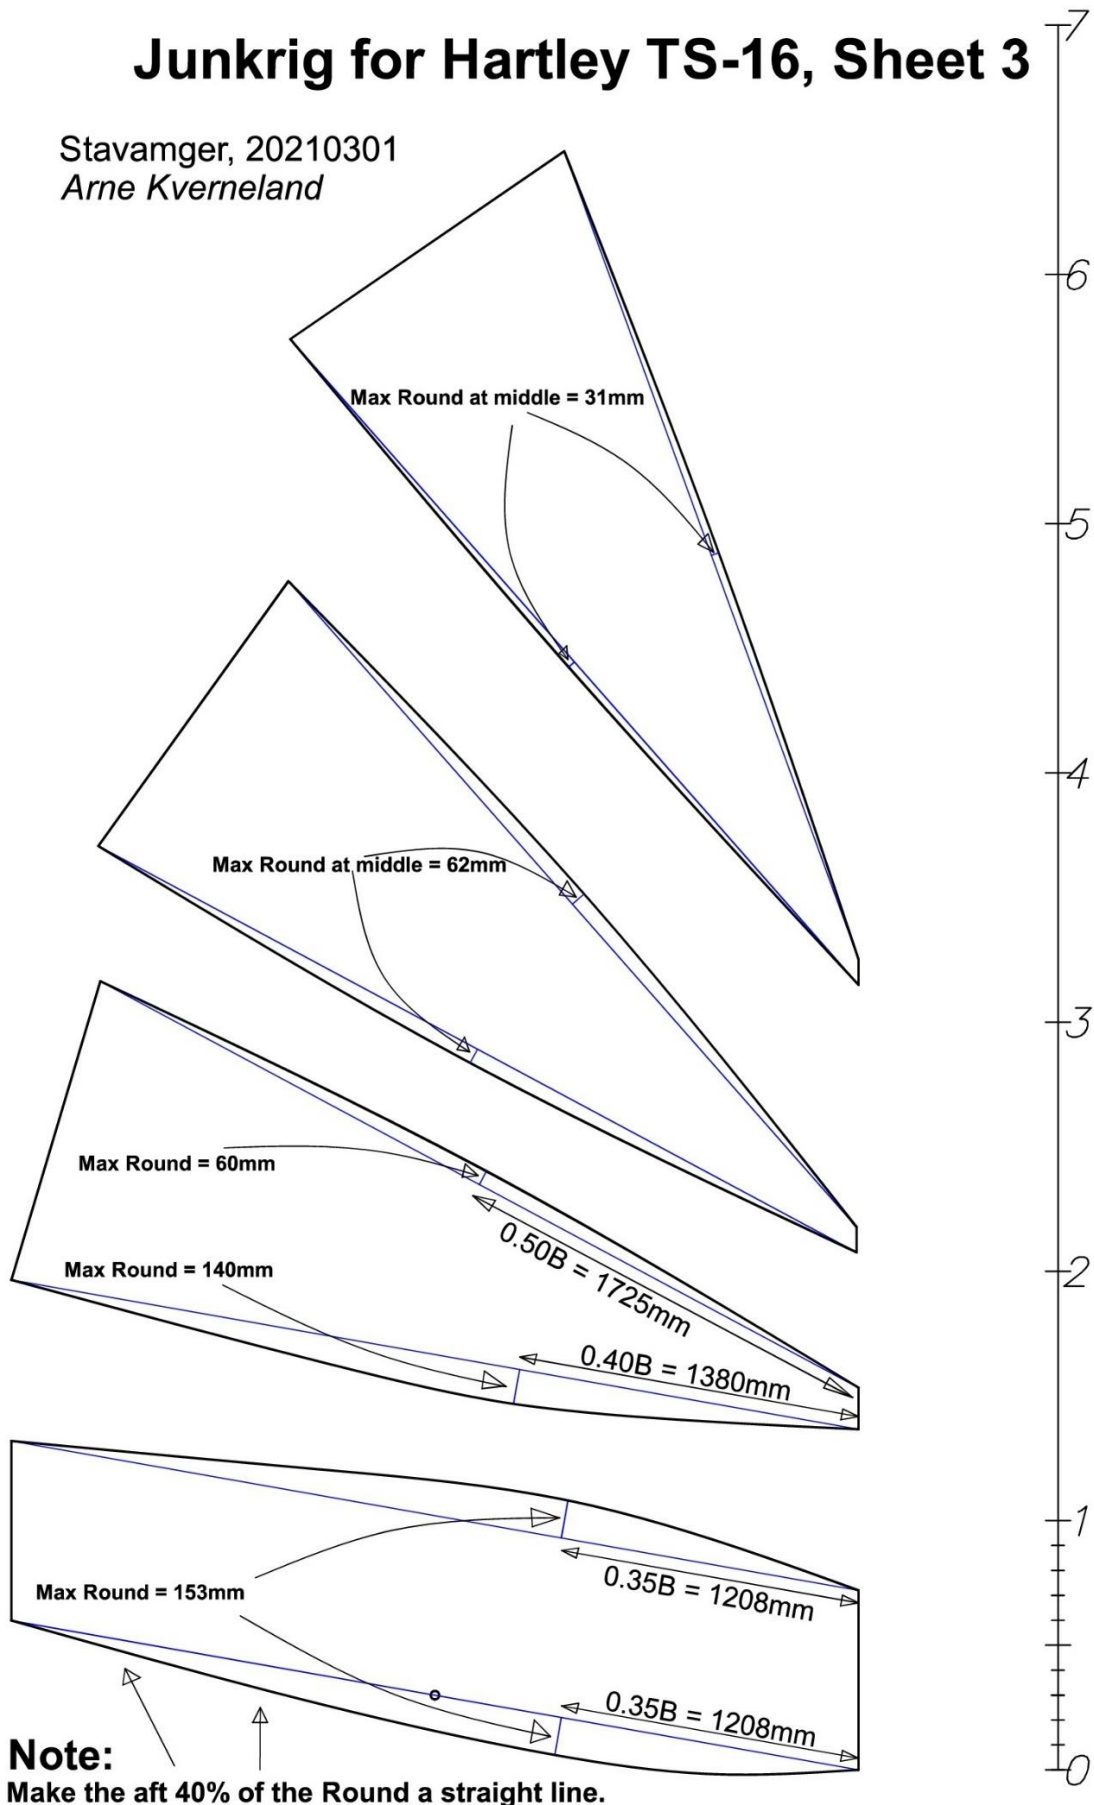 Junkrig for Hartley TS-16, Sheet 3
Stavamger, 20210301
Arne Kverneland
7
6
Max Round at middle = 31mm
5
4
Max Round at middle = 62mm
3
Max Round = 60mm
0.50B = 1725mm
Max Round = 140mm
2
0.40B = 1380mm
1
0.35B = 1208mm
Max Round = 153mm
0.35B = 1208mm
0
Note:
Make the aft 40% of the Round a straight line.